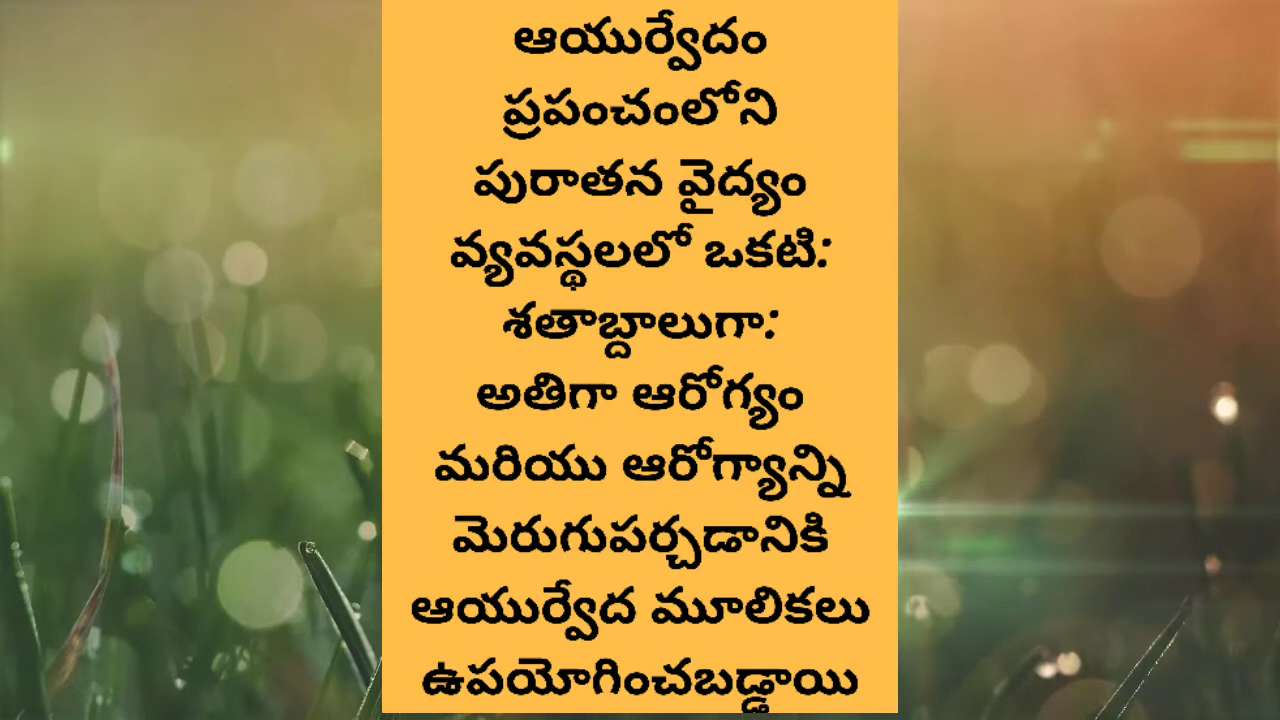 ఆయుర్వేదం
ప్రపంచంలోని
పురాతన వైద్యం
వ్యవస్థలలో ఒకటి:
శతాబ్దాలుగా:
అతిగా ఆరోగ్యం
మరియు ఆరోగ్యాన్ని
మెరుగుపర్చడానికి
ఆయుర్వేద మూలికలు
ఉపయోగించబడ్డాయి